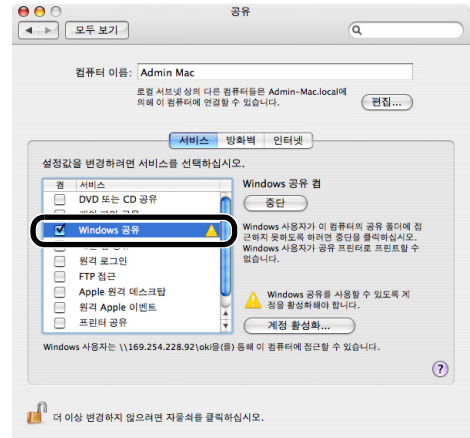 공유
모두 보기
컴퓨터 이름: Admin Mac
로컬 서브넷 상의 다른 컴퓨터들은 Admin-Mac.local에
의해 이 컴퓨터에 연결할 수 있습니다.
편집...
서비스 방화벽 인터넷
설정값을 변경하려면 서비스를 선택하십시오.
켬 서비스
DVD 또는 CD 공유
Windows 공유
원격 로그인
FTP 접근
Apple 원격 데스크탑
원격 Apple 이벤트
프린터 공유
Windows 공유 켬
중단
Windows 사용자가 이 컴퓨터의 공유 폴더에 접
근하지 못하도록 하려면 중단을 클릭하십시오.
Windows 사용자가 공유 프린터로 프린트할 수
없습니다.
Windows 공유를 사용할 수 있도록 계
정을 활성화해야 합니다.
계정 활성화...
Windows 사용자는 \\169.254.228.92\oki을(를) 통해 이 컴퓨터에 접근할 수 있습니다.
?
더 이상 변경하지 않으려면 자물쇠를 클릭하십시오.